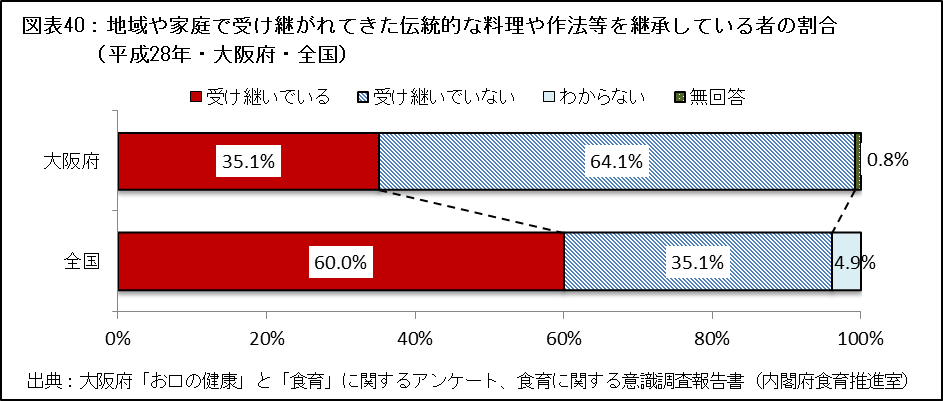 図表40：地域や家庭で受け継がれてきた伝統的な料理や作法等を継承している者の割合
（平成28年・大阪府・全国）
受け継いでいる 受け継いでいない わからない 無回答
大阪府 35.1% 64.1% 0.8%
全国 60.0% 35.1% 4.9%
0% 20% 40% 60% 80% 100%
出典：大阪府「お口の健康」と「食育」に関するアンケート、食育に関する意識調査報告書（内閣府食育推進室）